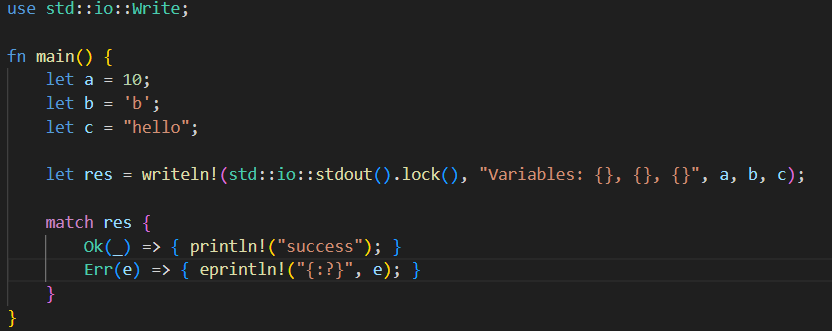 use std::io::Write;
fn main() {
    let a = 10;
    let b = 'b';
    let c = "hello";
    let res = writeln!(std::io::stdout().lock(), "Variables: {}, {}, {}", a, b, c);
    match res {
        Ok(_) => { println!("success"); }
        Err(e) => { eprintln!("{:?}", e); }
    }
}